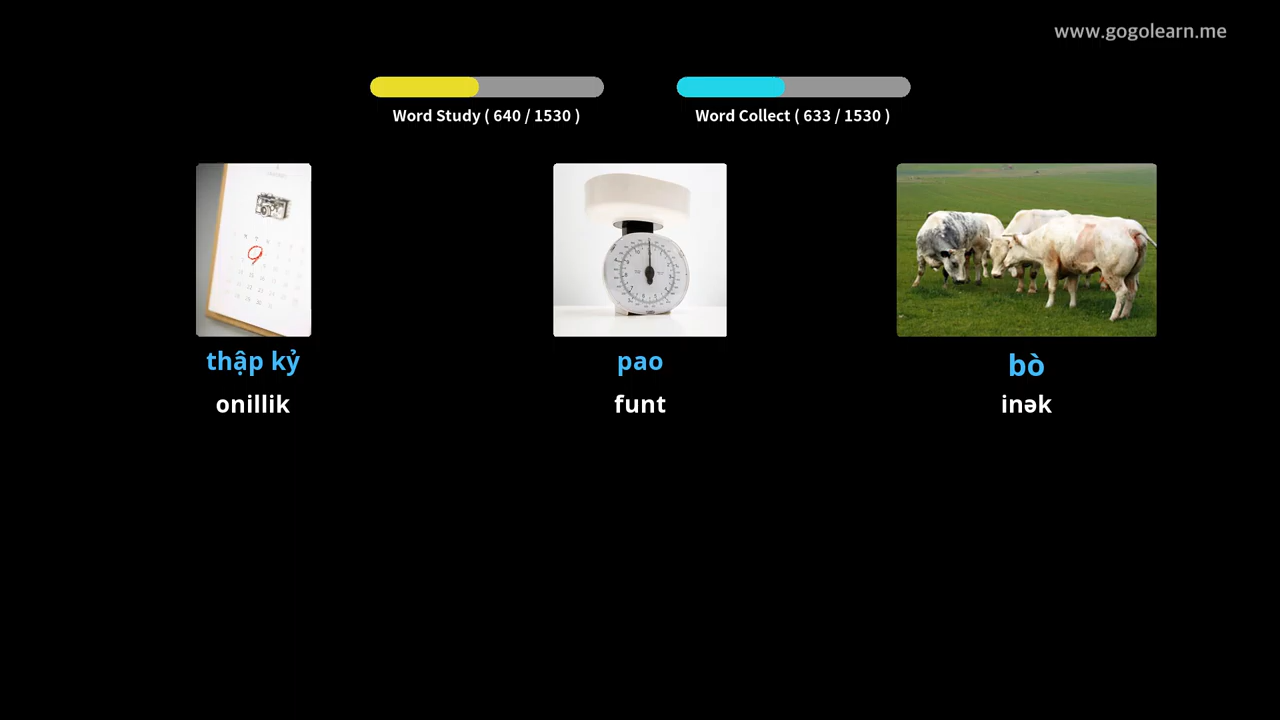 www.gogolearn.me
Word Study ( 640 / 1530 )
Word Collect ( 633 / 1530 )
thập kỷ
onillik
pao
funt
bò
inək